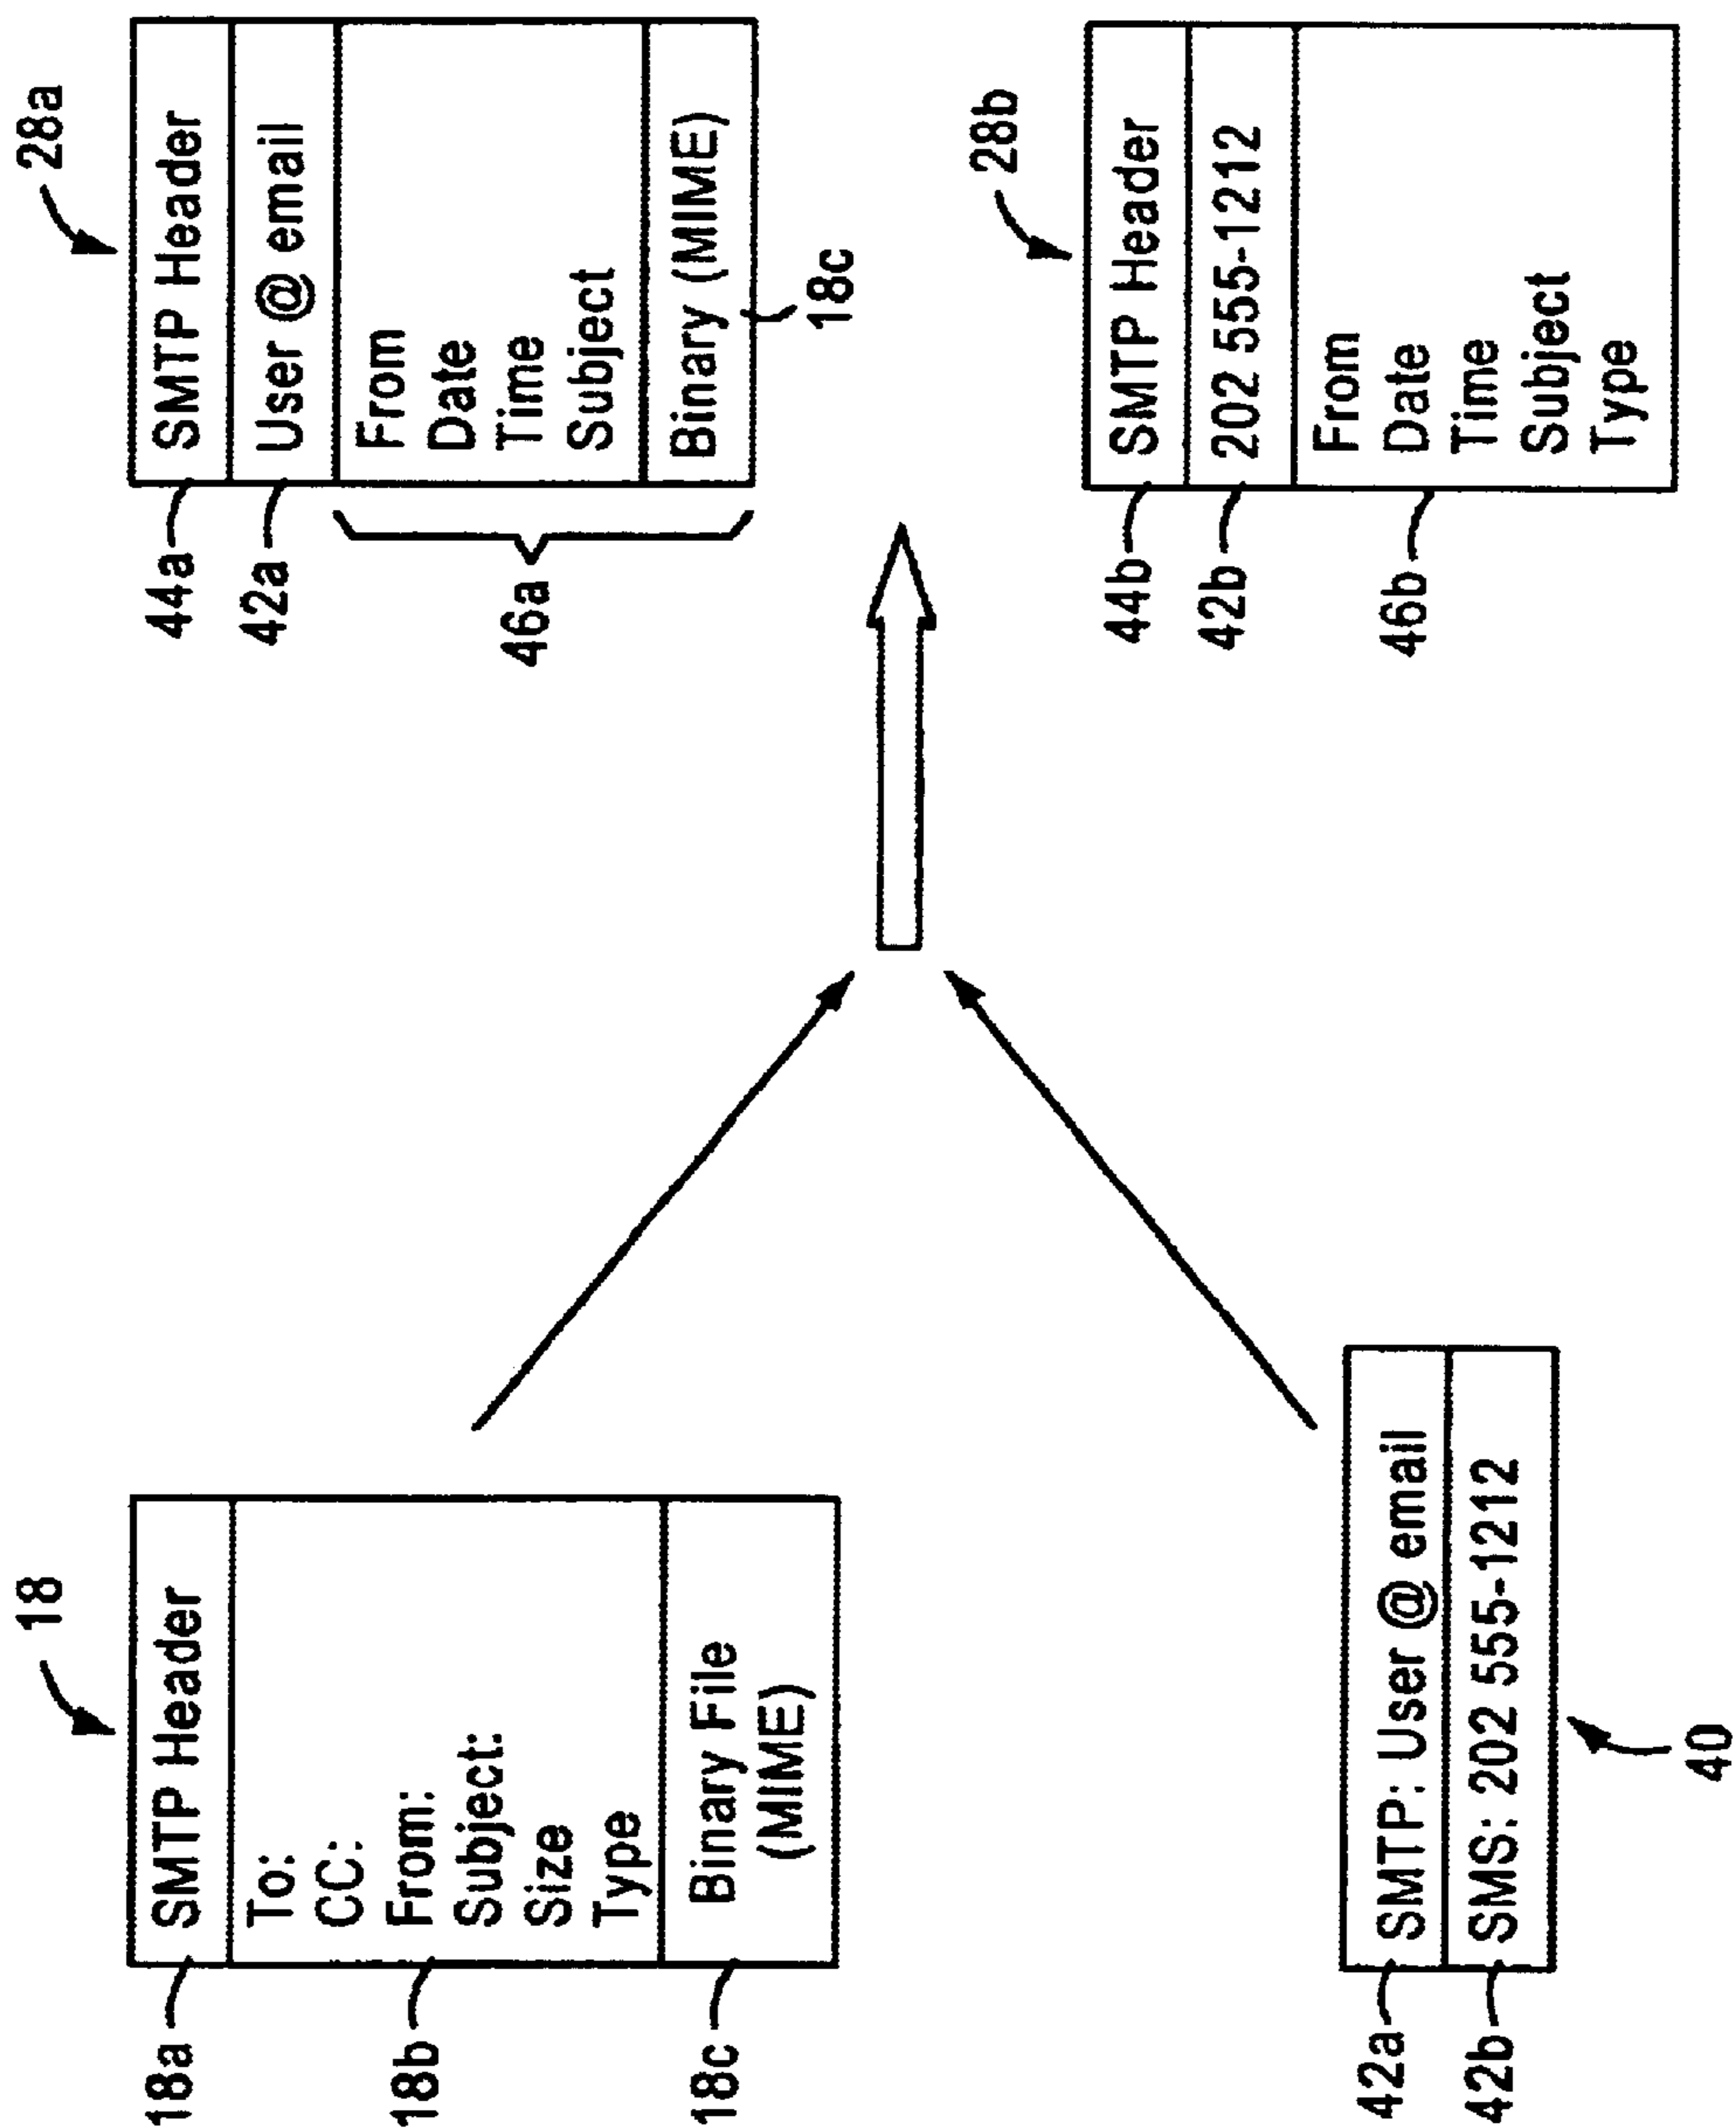 18
18a
SMTP Header
18b
To:
CC:
From:
Subject:
Size
Type
18c
Binary File
(MIME)
42a
SMTP: User @ email
42b
SMS: 202 555-1212
40
28a
44a
SMTP Header
42a
User @ email
46a
From
Date
Time
Subject
Binary (MIME)
18c
28b
44b
SMTP Header
42b
202 555-1212
46b
From
Date
Time
Subject
Type